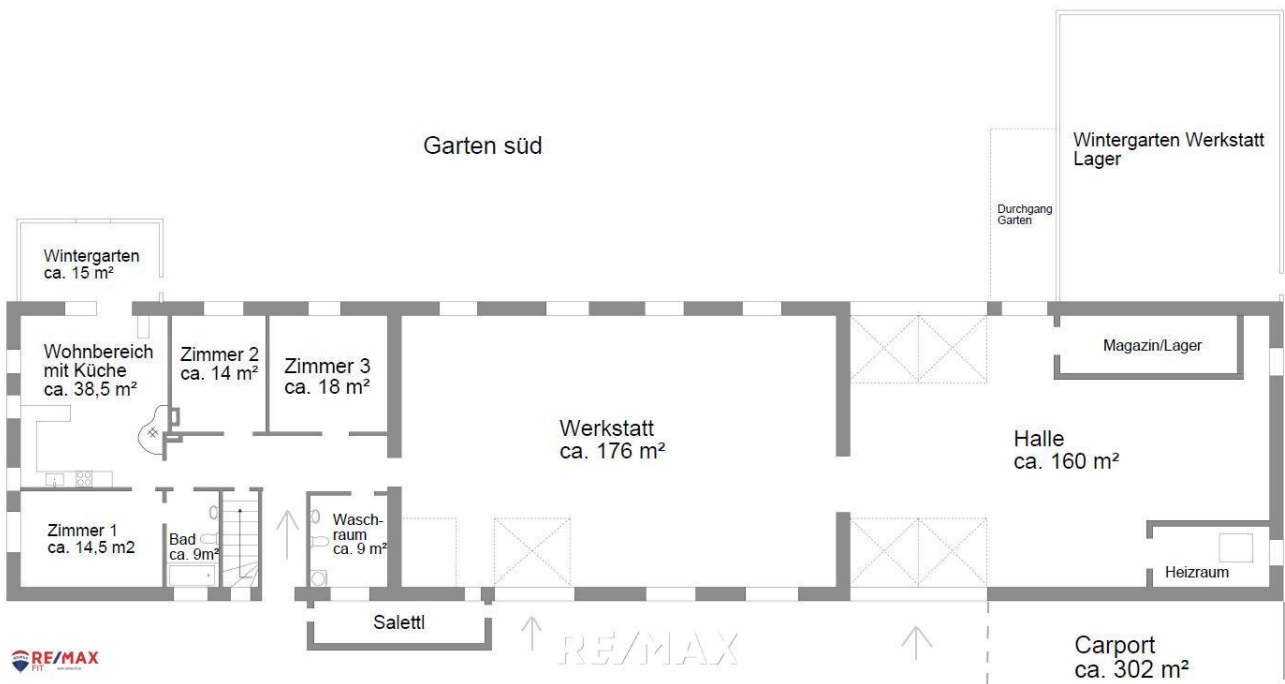 Garten süd
Wintergarten Werkstatt
Lager
Durchgang
Garten
Wintergarten
ca. 15 m²
Wohnbereich
mit Küche
ca. 38,5 m²
Zimmer 2
ca. 14 m²
Zimmer 3
ca. 18 m²
Magazin/Lager
Werkstatt
ca. 176 m²
Halle
ca. 160 m²
Zimmer 1
ca. 14,5 m2
Bad
ca. 9m²
Wasch-
raum
ca. 9 m²
Heizraum
Salettl
RE/MAX
Carport
ca. 302 m²
RE/MAX
FIT